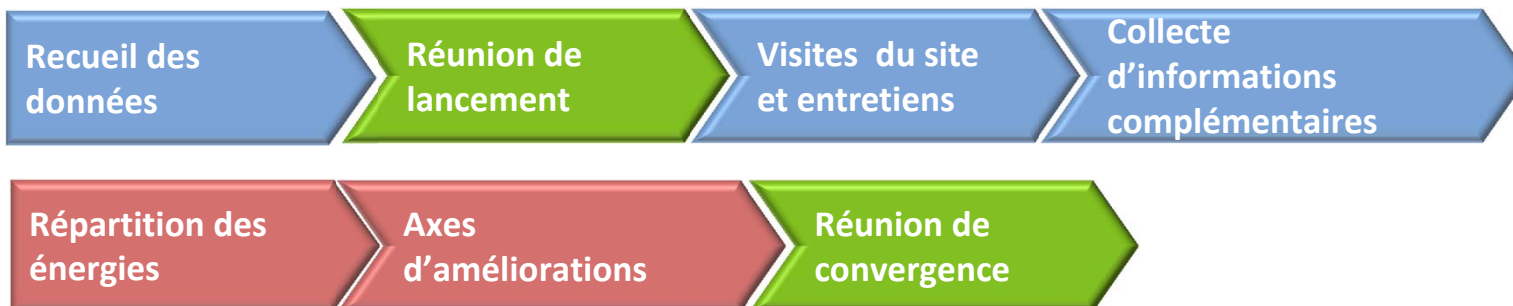 Recueil des
données
Réunion de
lancement
Visites du site
et entretiens
Collecte
d’informations
complémentaires
Répartition des
énergies
Axes
d’améliorations
Réunion de
convergence